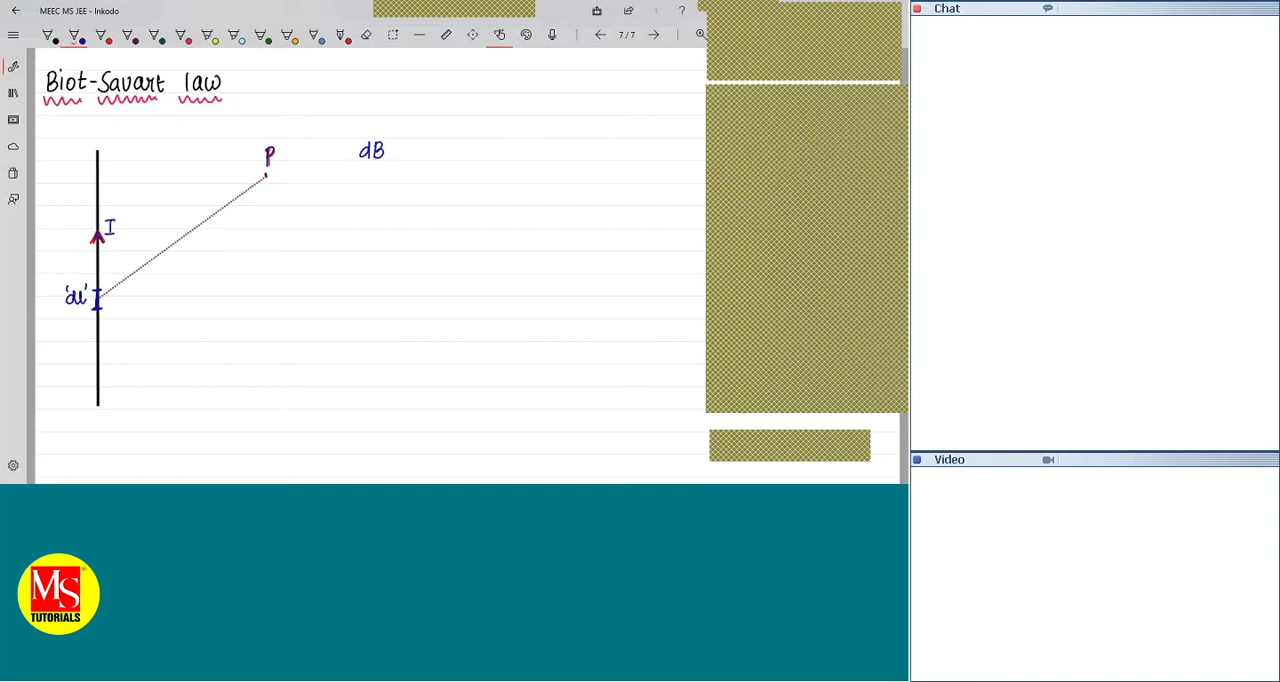 MEEC MS JEE - Inkodo
7/7
Chat
Biot-Savart law
P
dB
I
'dl'
Video
MS
TUTORIALS